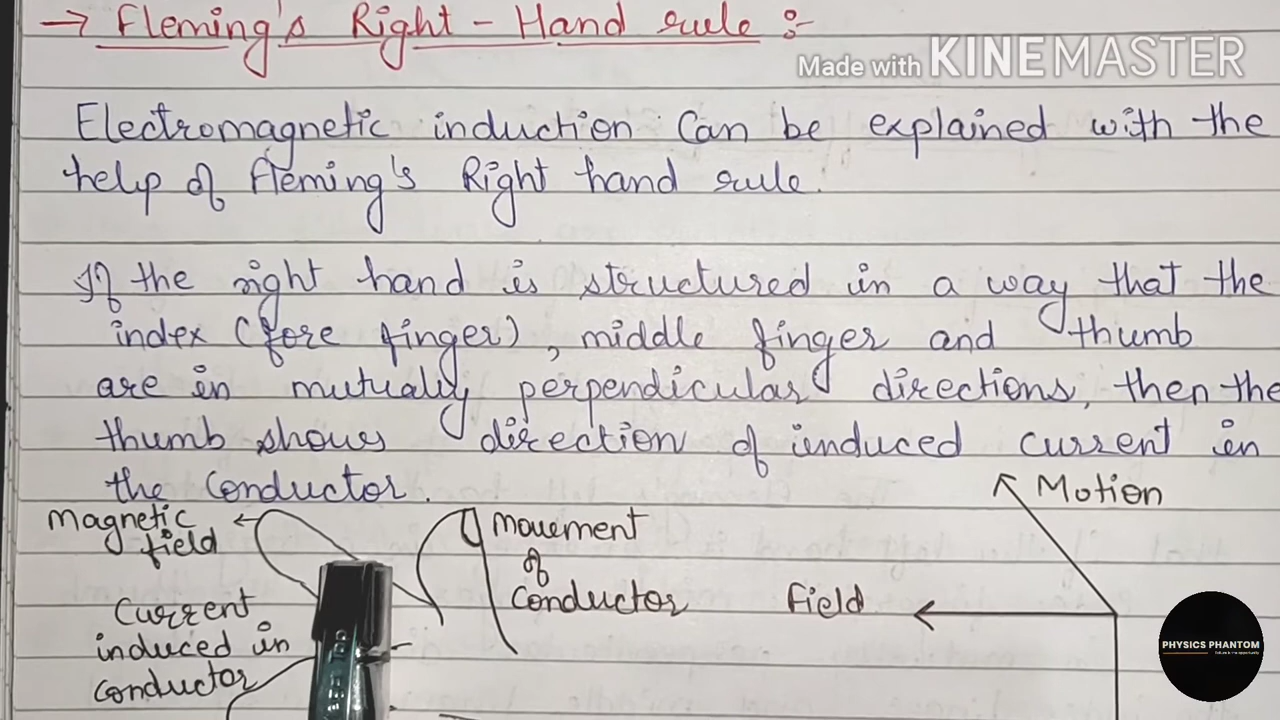 → Fleming's Right - Hand rule :-
Made with KINEMASTER
Electromagnetic induction can be explained with the
help of Fleming's Right hand rule.
If the right hand is structured in a way that the
index (fore finger), middle finger and thumb
are in mutually perpendicular directions, then the
thumb shows direction of induced current in
the conductor.
Motion
Magnetic
field
Movement
of
conductor
Field
Current
induced in
conductor
PHYSICS PHANTOM